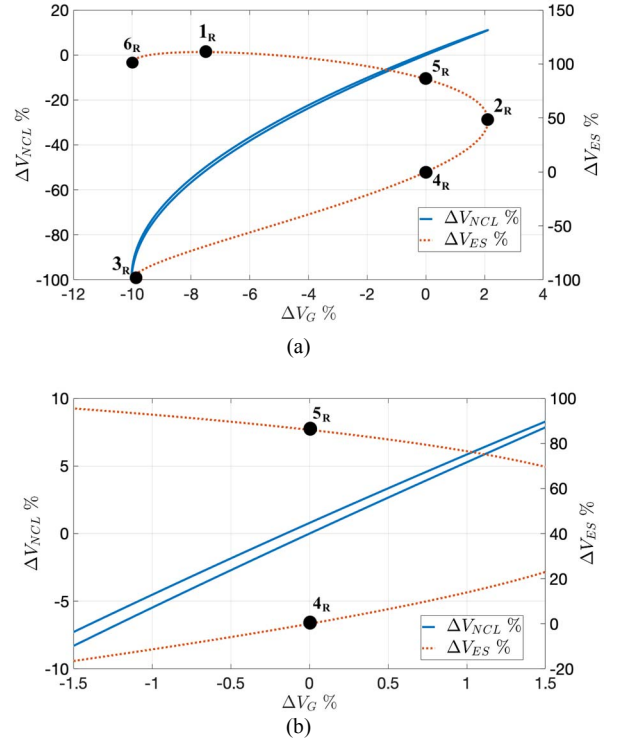 20
0
-20
-40
-60
-80
-100
ΔV_NCL %
150
100
50
0
-50
-100
ΔV_ES %
6_R
1_R
5_R
2_R
4_R
3_R
ΔV_NCL %
ΔV_ES %
-12 -10 -8 -6 -4 -2 0 2 4
ΔV_G %
(a)
10
5
0
-5
-10
ΔV_NCL %
100
80
60
40
20
0
-20
ΔV_ES %
5_R
4_R
ΔV_NCL %
ΔV_ES %
-1.5 -1 -0.5 0 0.5 1 1.5
ΔV_G %
(b)